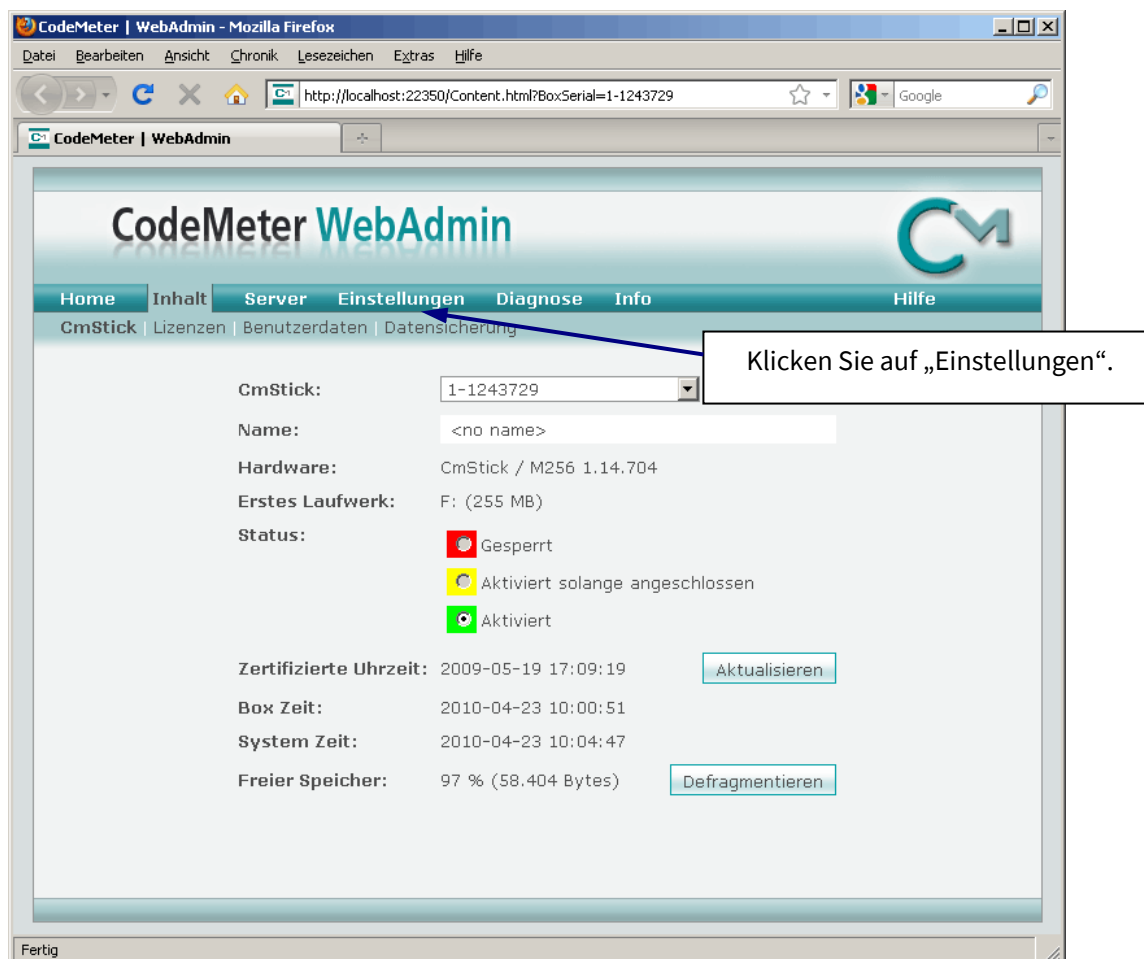 CodeMeter | WebAdmin - Mozilla Firefox
Datei Bearbeiten Ansicht Chronik Lesezeichen Extras Hilfe
http://localhost:22350/Content.html?BoxSerial=1-1243729 Google
CodeMeter | WebAdmin
CodeMeter WebAdmin CM
Home Inhalt Server Einstellungen Diagnose Info Hilfe
CmStick | Lizenzen | Benutzerdaten | Datensicherung
Klicken Sie auf „Einstellungen“.
CmStick: 1-1243729
Name: <no name>
Hardware: CmStick / M256 1.14.704
Erstes Laufwerk: F: (255 MB)
Status: Gesperrt
Aktiviert solange angeschlossen
Aktiviert
Zertifizierte Uhrzeit: 2009-05-19 17:09:19 Aktualisieren
Box Zeit: 2010-04-23 10:00:51
System Zeit: 2010-04-23 10:04:47
Freier Speicher: 97 % (58.404 Bytes) Defragmentieren
Fertig